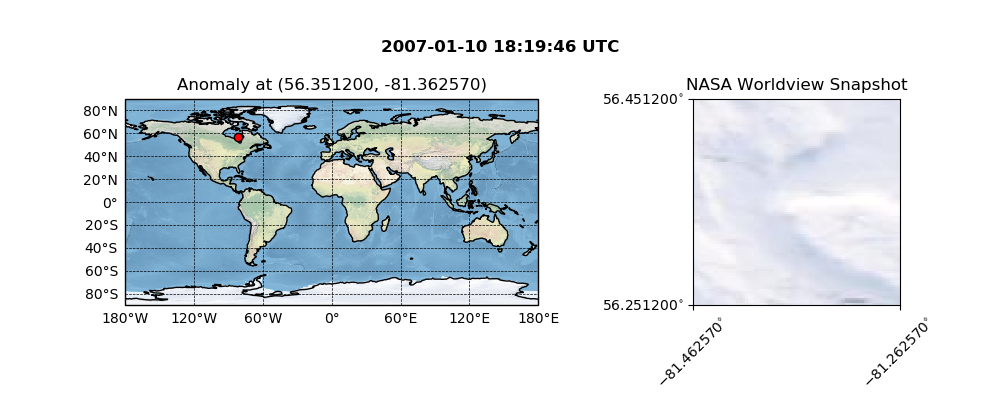 2007-01-10 18:19:46 UTC
Anomaly at (56.351200, -81.362570)
80°N
60°N
40°N
20°N
0°
20°S
40°S
60°S
80°S
180°W 120°W 60°W 0° 60°E 120°E 180°E
NASA Worldview Snapshot
56.451200°
56.251200°
−81.462570° −81.262570°